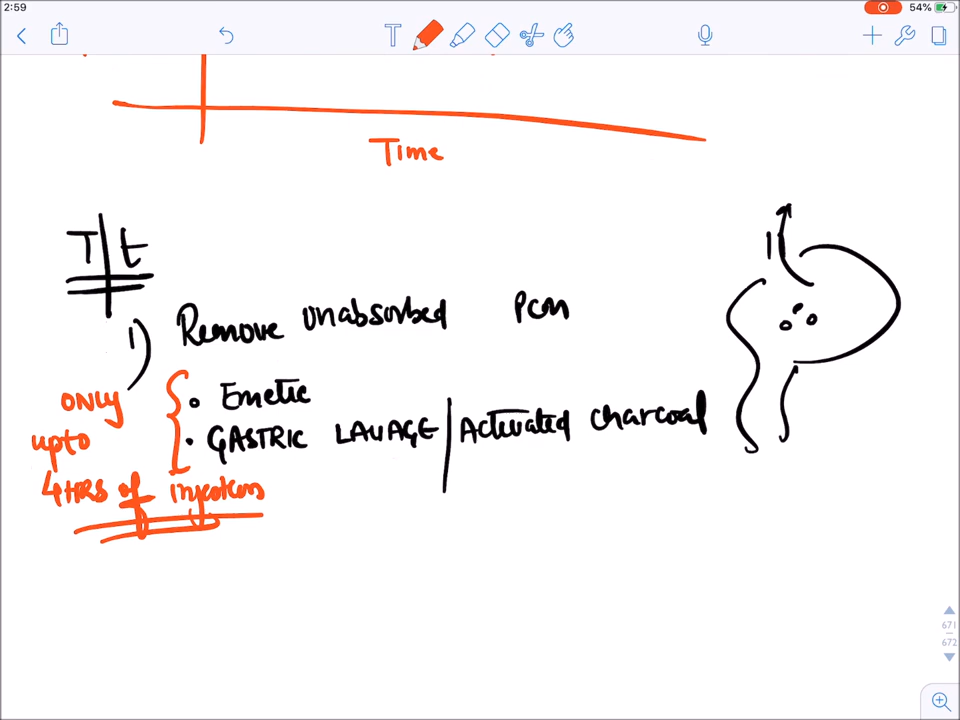 2:59
54%
T
Time
T|t
1) Remove unabsorbed PCM
• Emetic
• GASTRIC LAVAGE / Activated charcoal
ONLY
upto
4HRS of
671
672